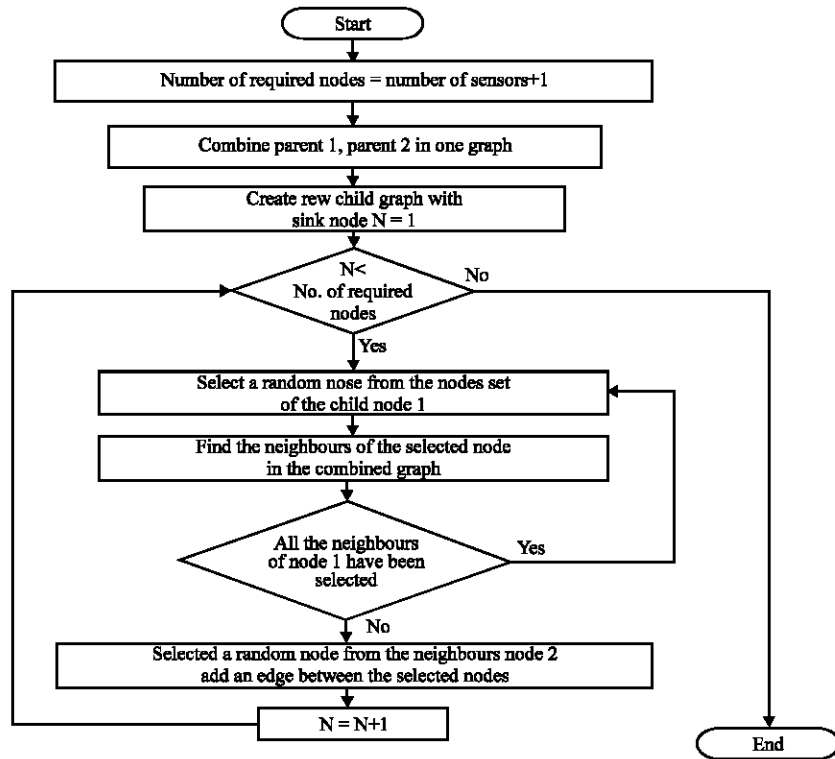 Start
Number of required nodes = number of sensors+1
Combine parent 1, parent 2 in one graph
Create rew child graph with
sink node N = 1
N<
No. of required
nodes
No
Yes
Select a random nose from the nodes set
of the child node 1
Find the neighbours of the selected node
in the combined graph
All the neighbours
of node 1 have been
selected
Yes
No
Selected a random node from the neighbours node 2
add an edge between the selected nodes
N = N+1
End